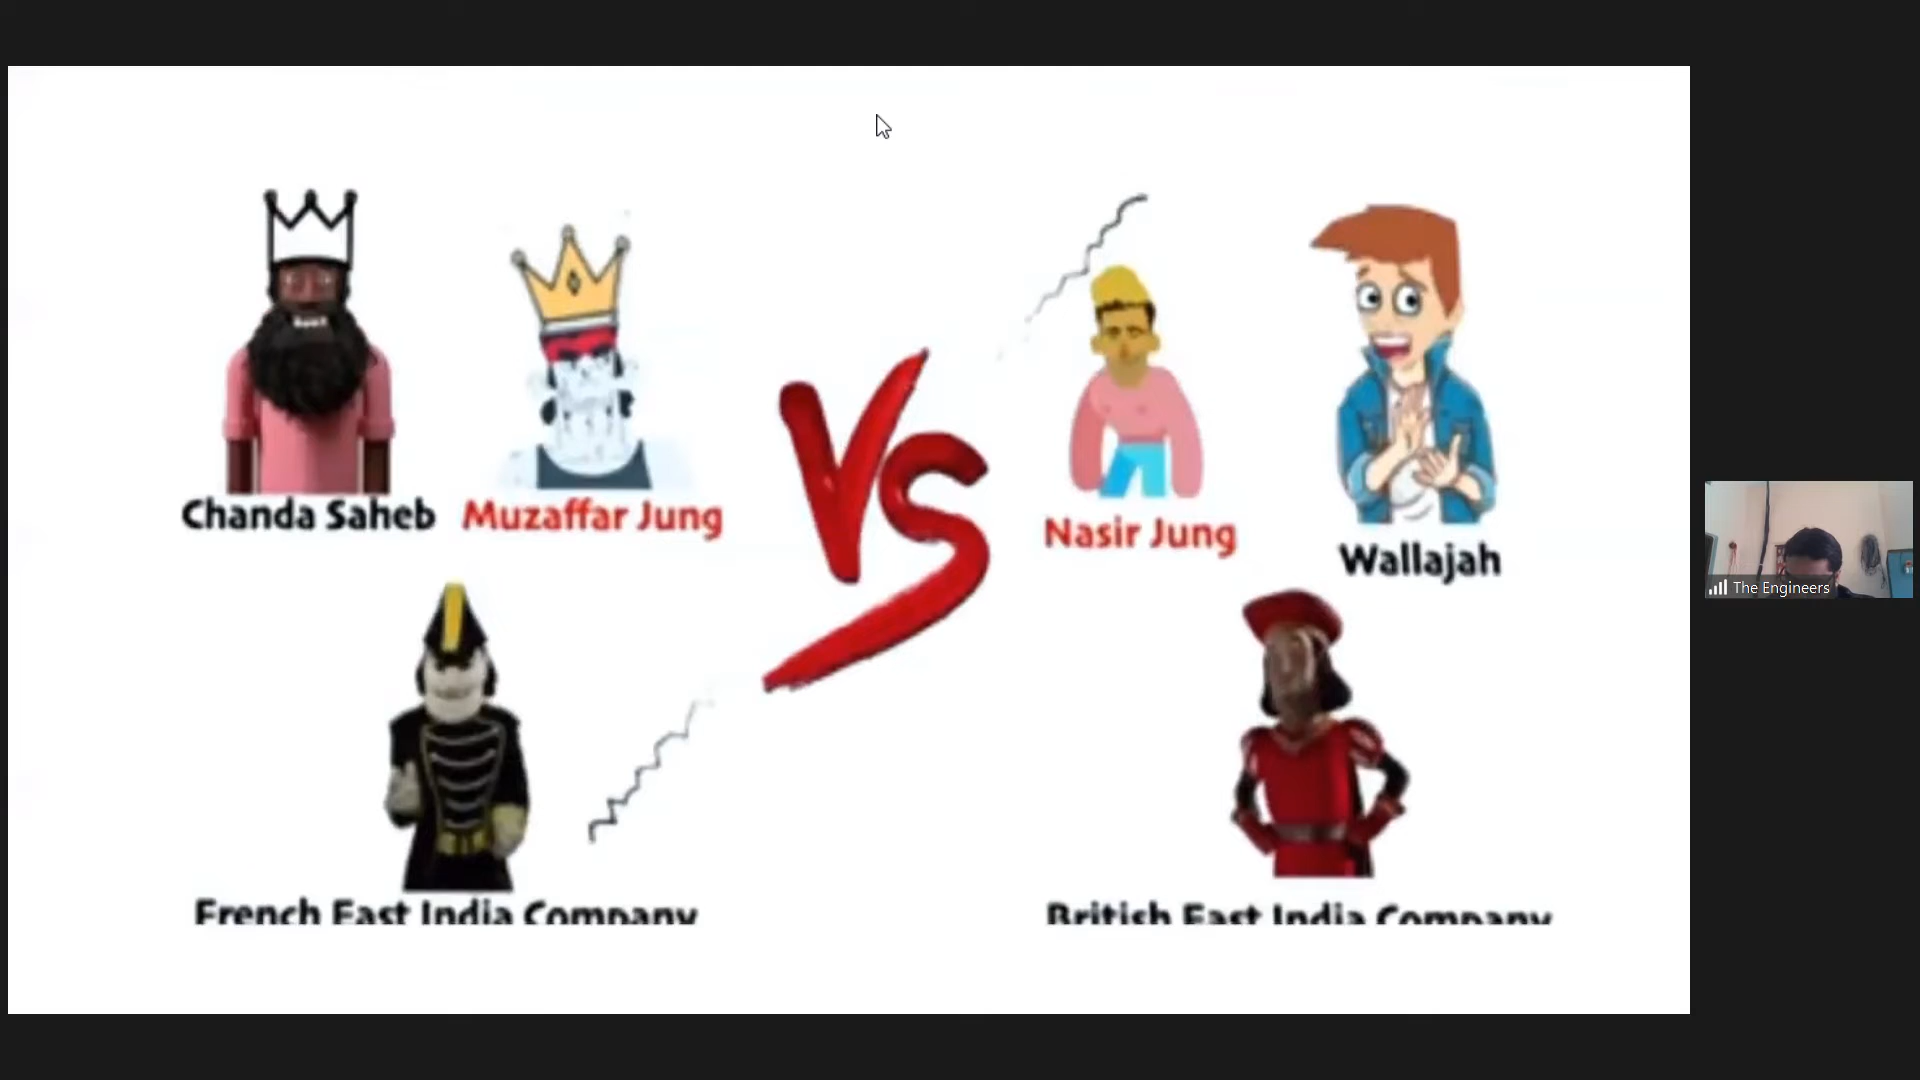 Chanda Saheb
Muzaffar Jung
VS
Nasir Jung
Wallajah
French East India Company
British East India Company
The Engineers